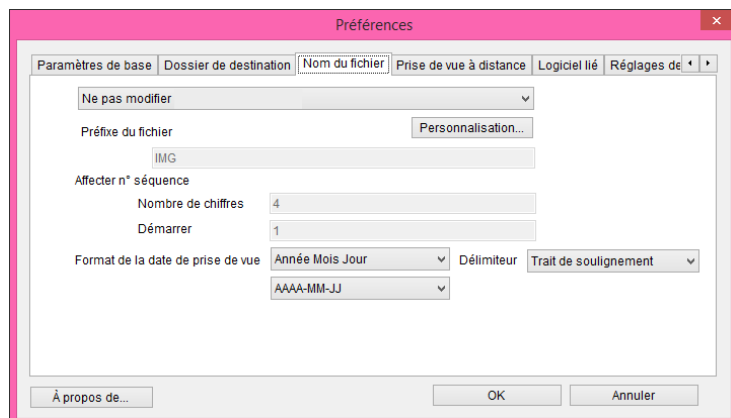 Préférences
Paramètres de base Dossier de destination Nom du fichier Prise de vue à distance Logiciel lié Réglages de
Ne pas modifier
Préfixe du fichier Personnalisation...
IMG
Affecter n° séquence
Nombre de chiffres 4
Démarrer 1
Format de la date de prise de vue Année Mois Jour Délimiteur Trait de soulignement
AAAA-MM-JJ
À propos de... OK Annuler